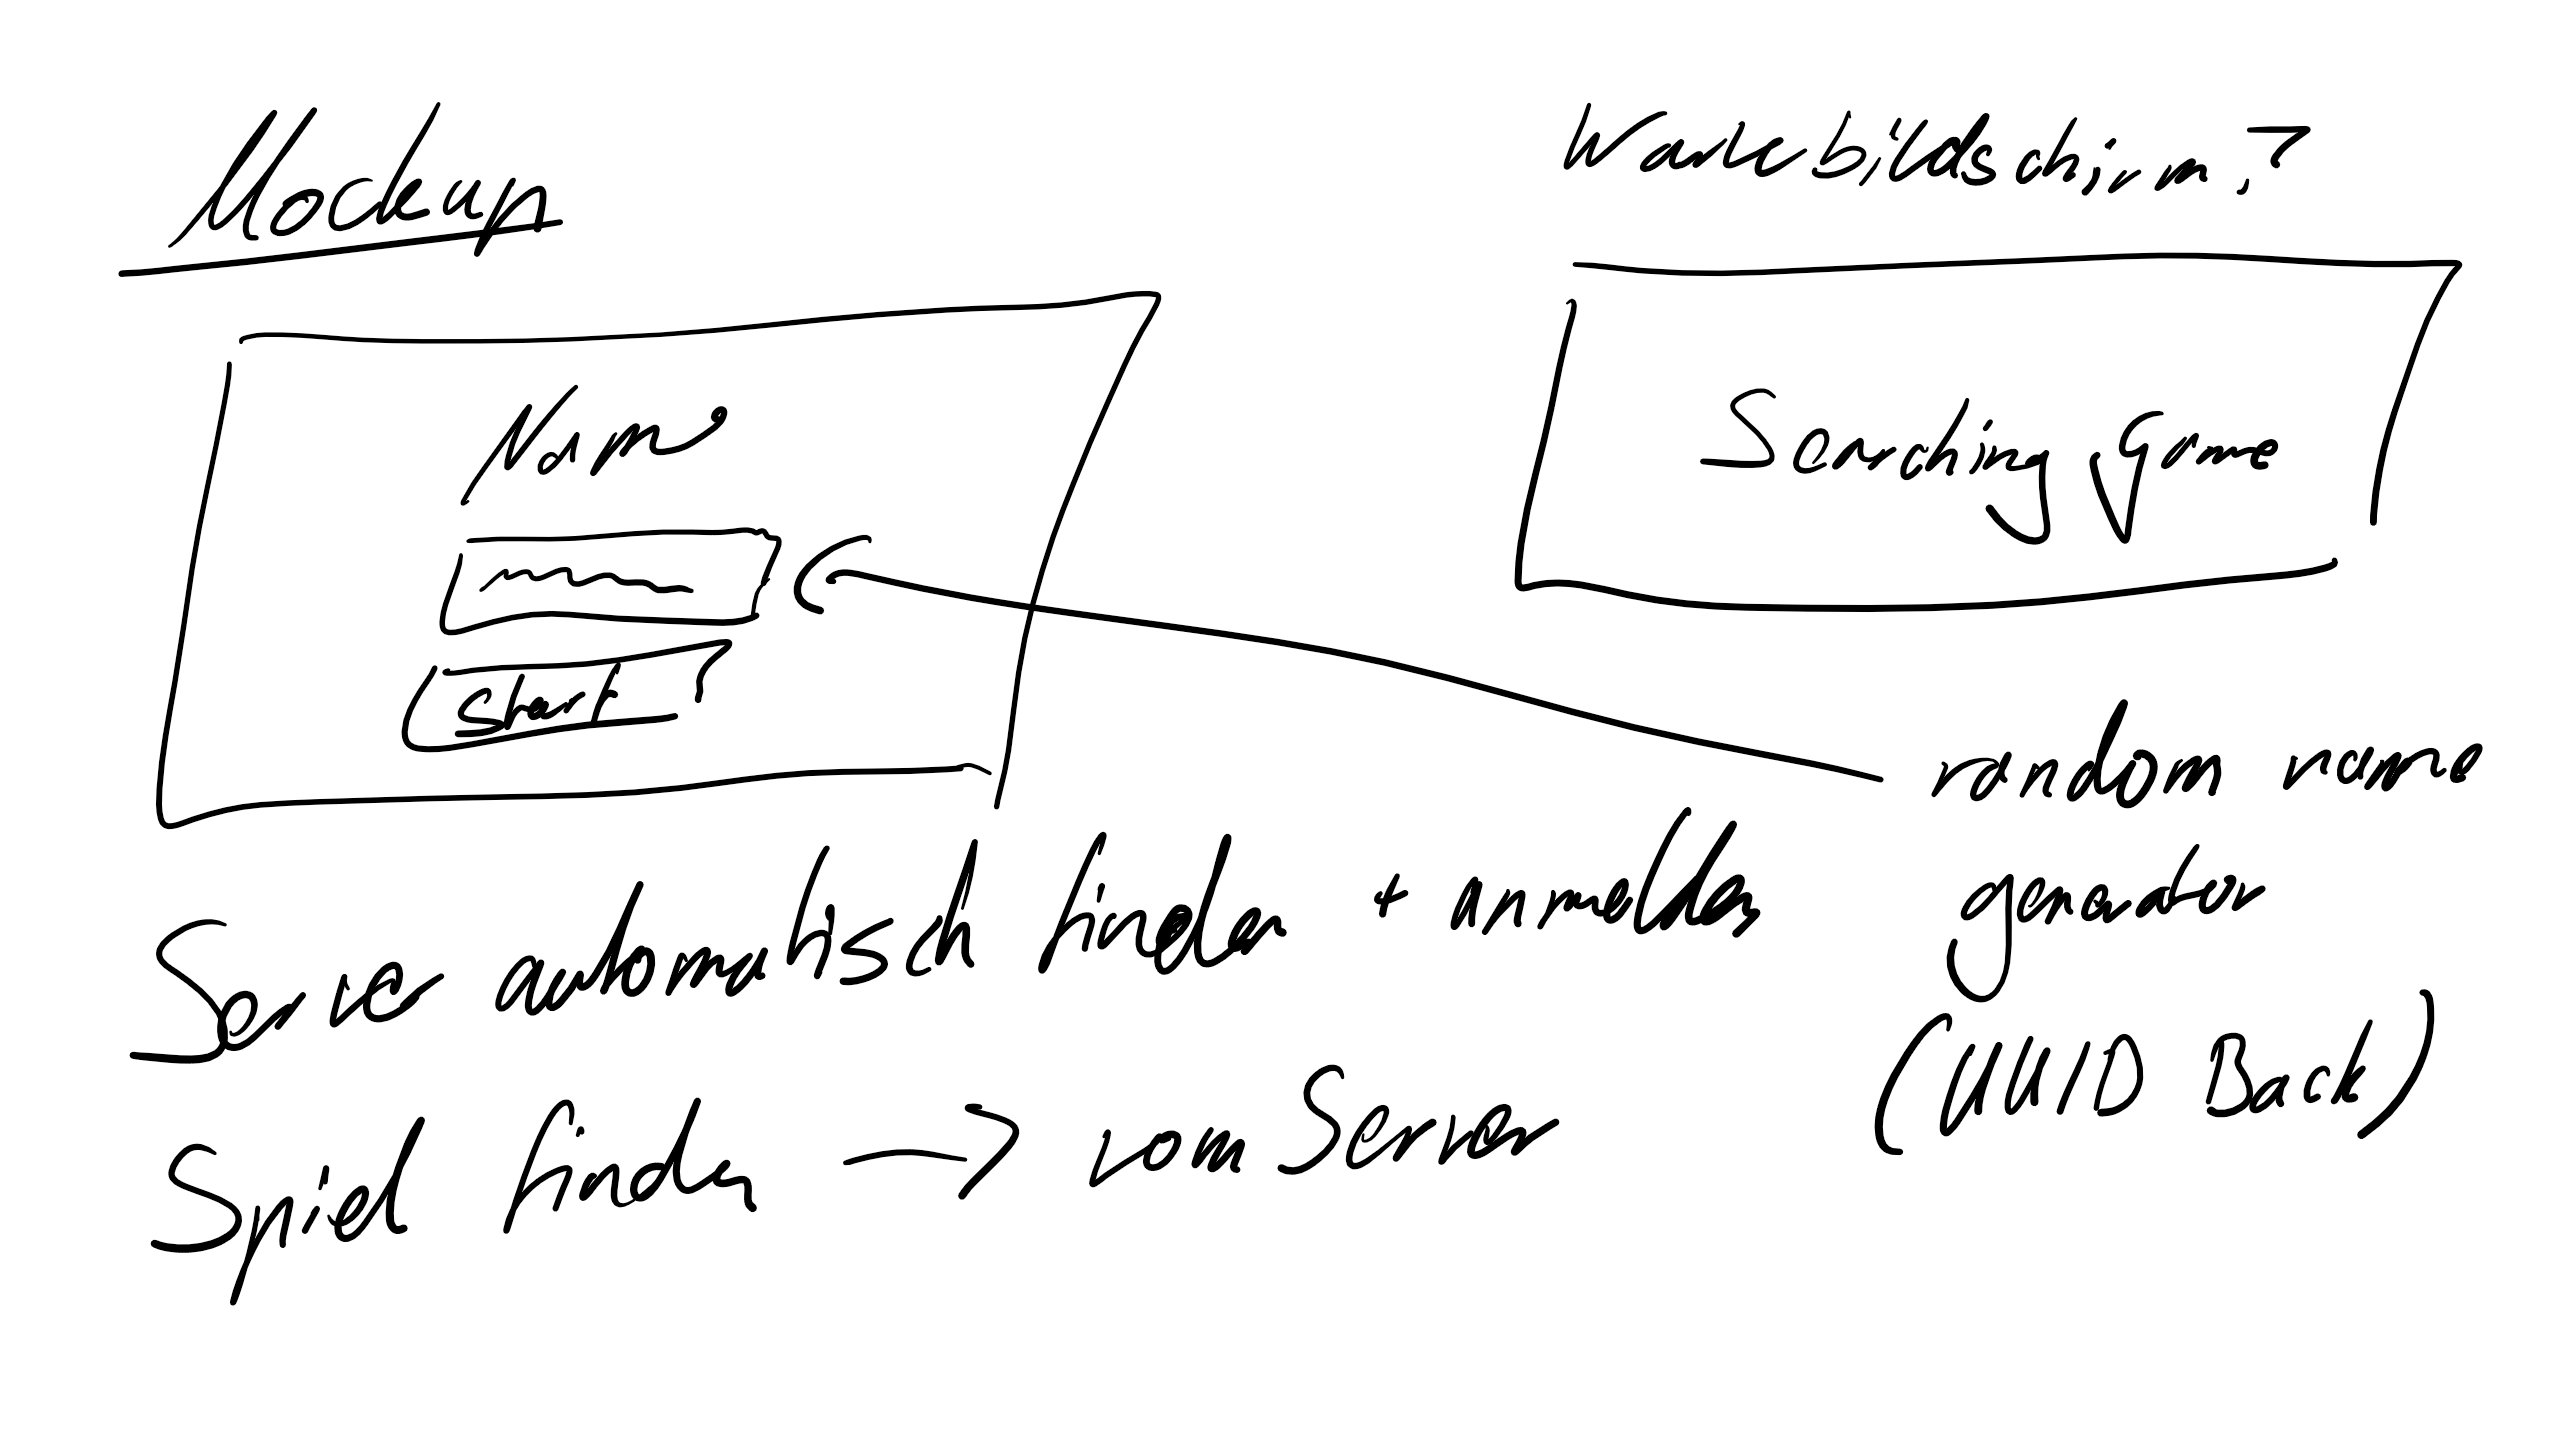 Mockup
Wartebildschirm?
Name
Searching Game
Start
random name
generator
(UUID Back)
Server automatisch finden + anmelden
Spiel finden → vom Server